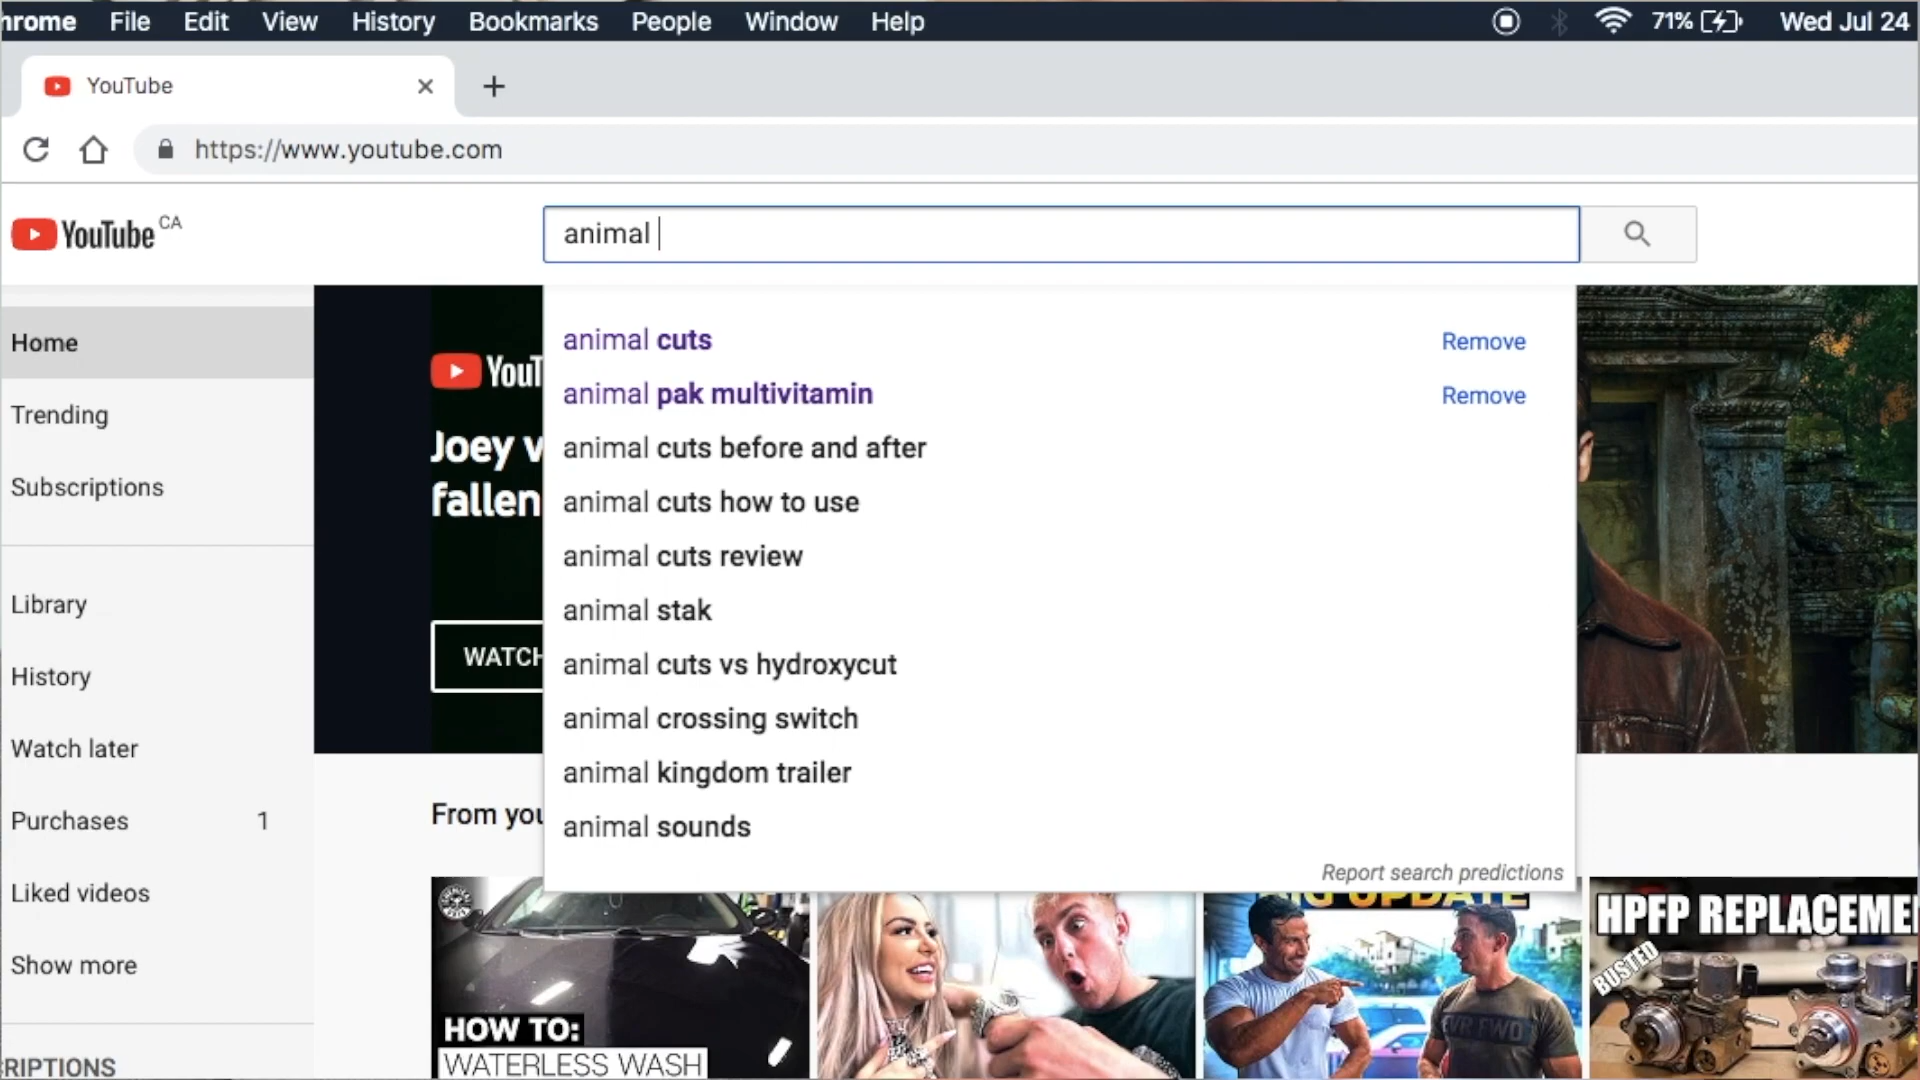 hrome File Edit View History Bookmarks People Window Help 71% Wed Jul 24
YouTube
https://www.youtube.com
YouTube CA
animal
animal cuts Remove
animal pak multivitamin Remove
animal cuts before and after
animal cuts how to use
animal cuts review
animal stak
animal cuts vs hydroxycut
animal crossing switch
animal kingdom trailer
animal sounds
Report search predictions
Home
Trending
Subscriptions
Library
History
Watch later
Purchases 1
Liked videos
Show more
RIPTIONS
YouT
Joey v
fallen
WATCH
From you
HOW TO:
WATERLESS WASH
BIG UPDATE
HPFP REPLACEME
BUSTED